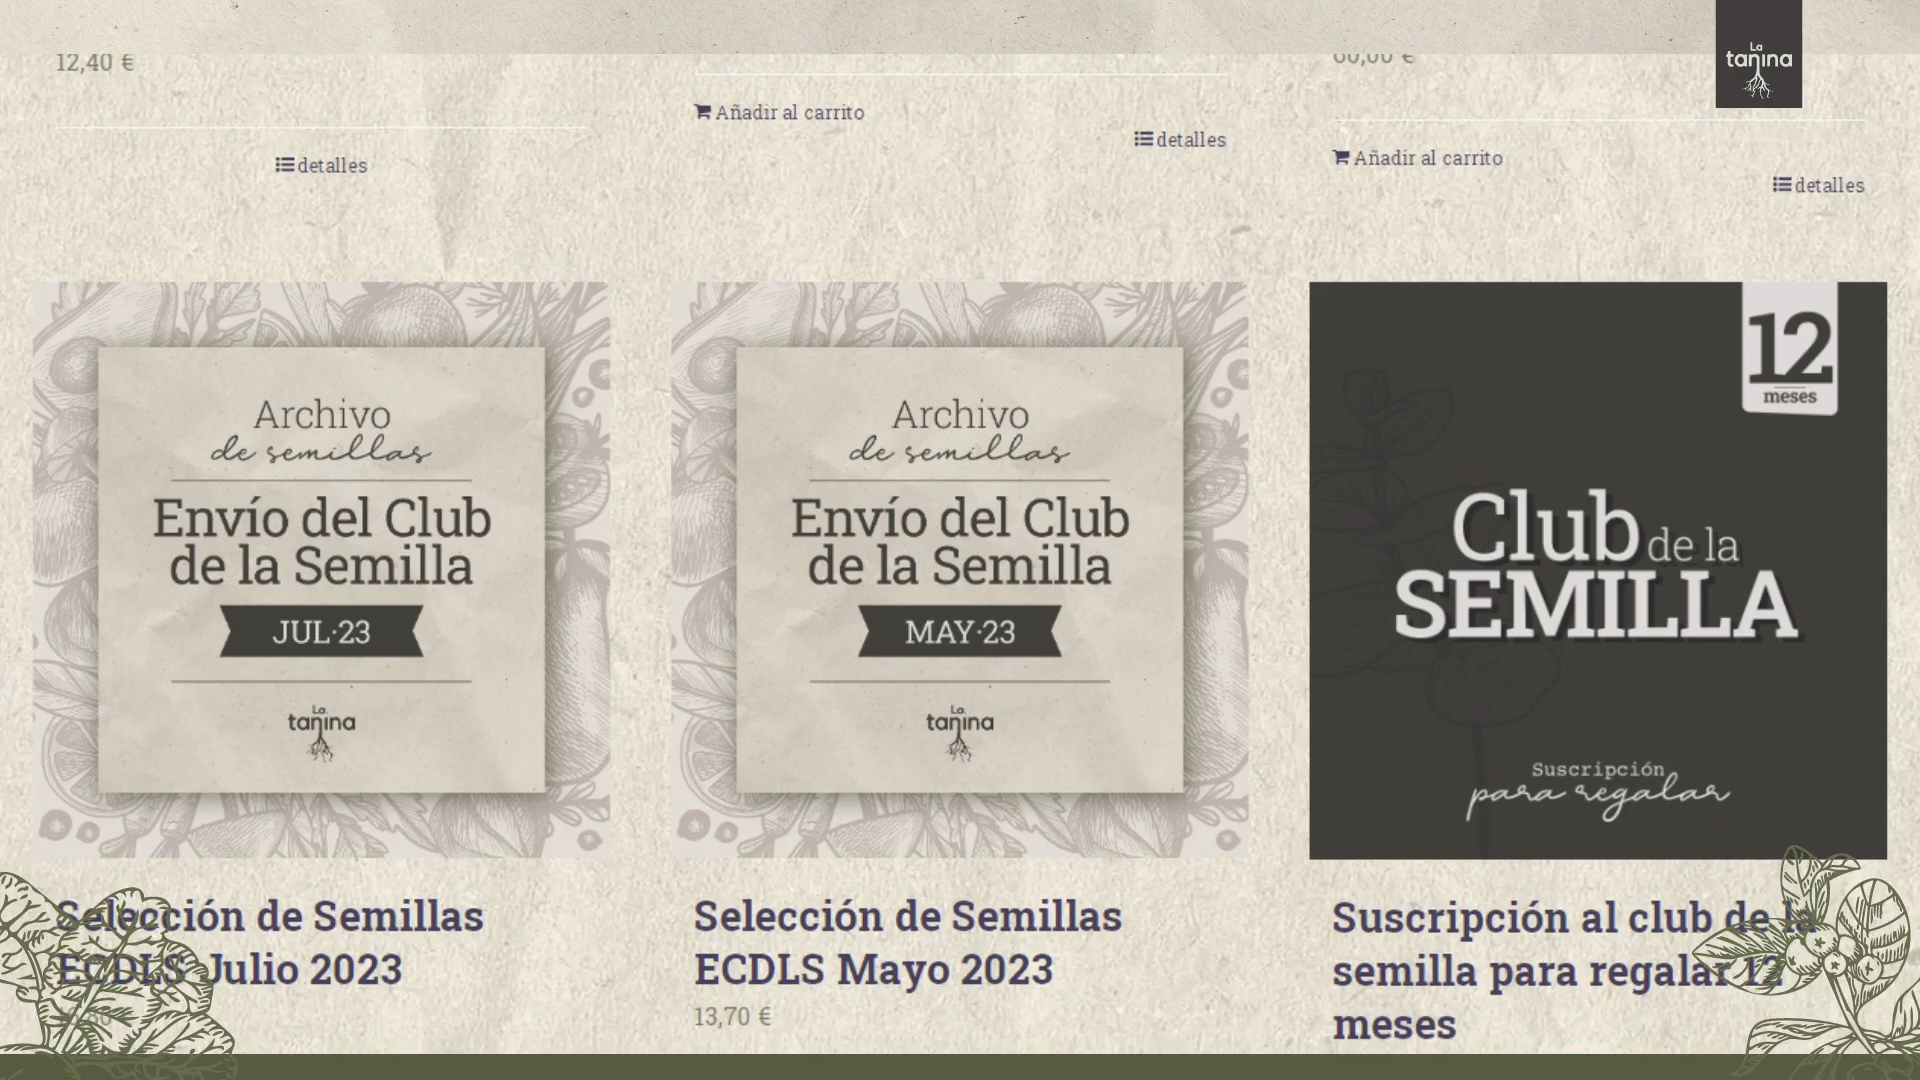 12,40 €
Añadir al carrito
detalles
detalles
Añadir al carrito
detalles
La
tanina
Archivo
de semillas
Envío del Club
de la Semilla
JUL·23
La
tanina
Selección de Semillas
ECDLS Julio 2023
Archivo
de semillas
Envío del Club
de la Semilla
MAY·23
La
tanina
Selección de Semillas
ECDLS Mayo 2023
13,70 €
12
meses
Club de la
SEMILLA
Suscripción
para regalar
Suscripción al club de la
semilla para regalar 12
meses